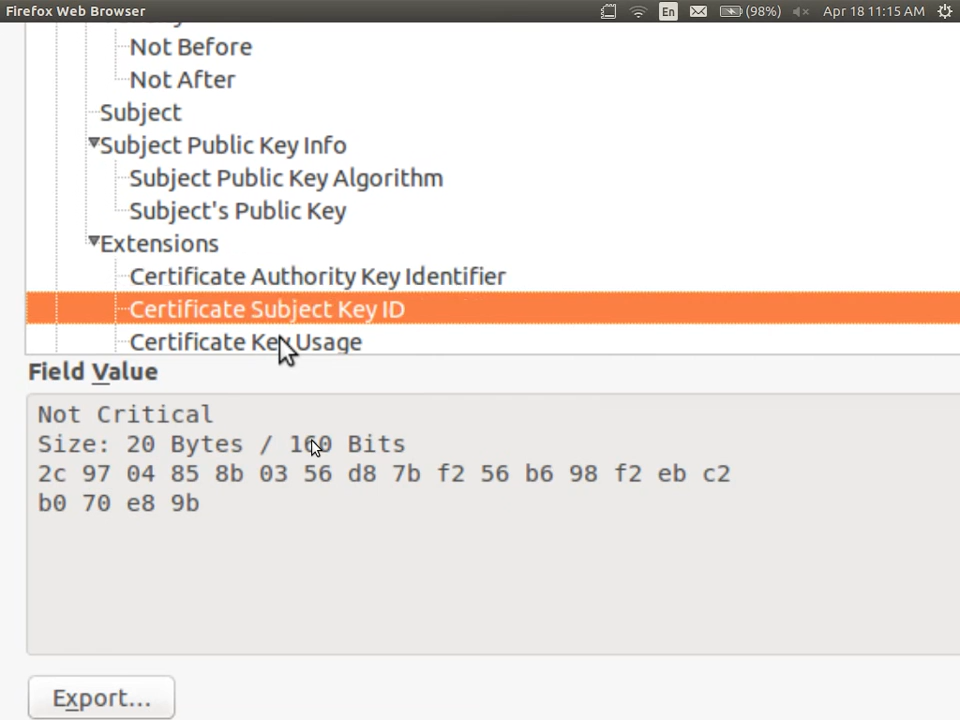 Firefox Web Browser
En
(98%)
Apr 18 11:15 AM
Not Before
Not After
Subject
Subject Public Key Info
Subject Public Key Algorithm
Subject's Public Key
Extensions
Certificate Authority Key Identifier
Certificate Subject Key ID
Certificate Key Usage
Field Value
Not Critical
Size: 20 Bytes / 160 Bits
2c 97 04 85 8b 03 56 d8 7b f2 56 b6 98 f2 eb c2
b0 70 e8 9b
Export...